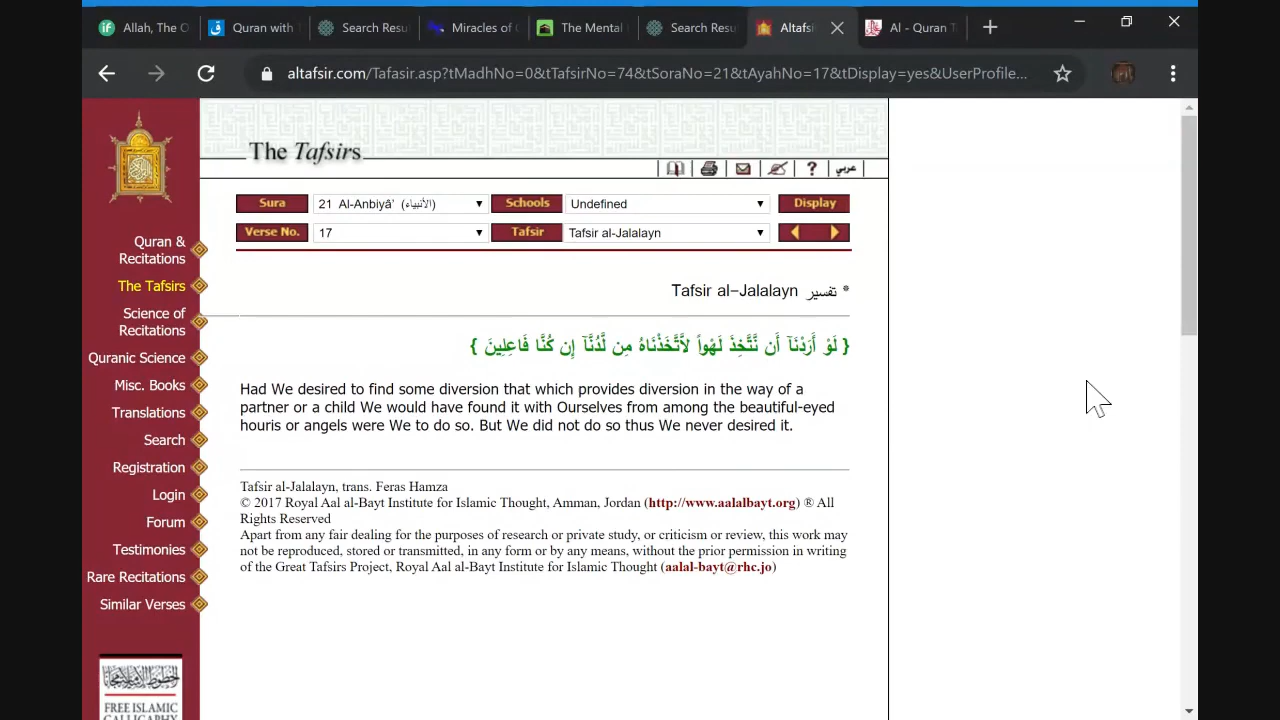 Allah, The O
Quran with
Search Resu
Miracles of
The Mental
Search Resu
Altafsi
Al - Quran T
altafsir.com/Tafasir.asp?tMadhNo=0&tTafsirNo=74&tSoraNo=21&tAyahNo=17&tDisplay=yes&UserProfile...
The Tafsirs
عربي
Sura
21 Al-Anbiyâ' (الأنبياء)
Schools
Undefined
Display
Verse No.
17
Tafsir
Tafsir al-Jalalayn
Quran &
Recitations
The Tafsirs
Science of
Recitations
Quranic Science
Misc. Books
Translations
Search
Registration
Login
Forum
Testimonies
Rare Recitations
Similar Verses
FREE ISLAMIC
CALLIGRAPHY
* تفسير Tafsir al-Jalalayn
{ لَوْ أَرَدْنَآ أَن نَّتَّخِذَ لَهْواً لاَّتَّخَذْنَاهُ مِن لَّدُنَّآ إِن كُنَّا فَاعِلِينَ }
Had We desired to find some diversion that which provides diversion in the way of a
partner or a child We would have found it with Ourselves from among the beautiful-eyed
houris or angels were We to do so. But We did not do so thus We never desired it.
Tafsir al-Jalalayn, trans. Feras Hamza
© 2017 Royal Aal al-Bayt Institute for Islamic Thought, Amman, Jordan (http://www.aalalbayt.org) ® All
Rights Reserved
Apart from any fair dealing for the purposes of research or private study, or criticism or review, this work may
not be reproduced, stored or transmitted, in any form or by any means, without the prior permission in writing
of the Great Tafsirs Project, Royal Aal al-Bayt Institute for Islamic Thought (aalal-bayt@rhc.jo)